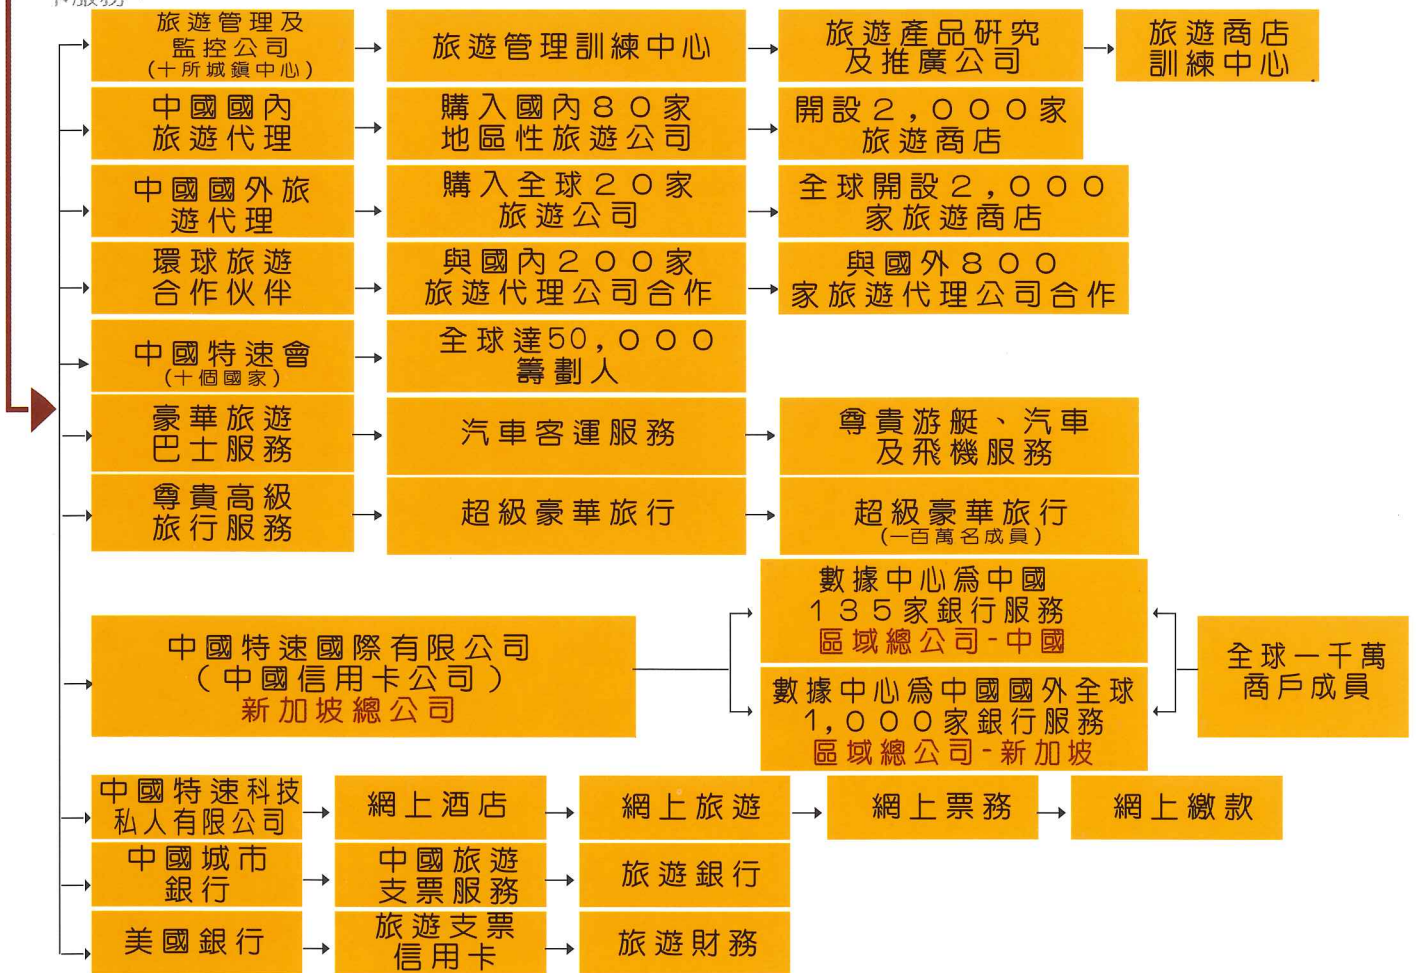 卡服務
旅遊管理及
監控公司
(十所城鎮中心)
旅遊管理訓練中心
旅遊產品研究
及推廣公司
旅遊商店
訓練中心
中國國內
旅遊代理
購入國內80家
地區性旅遊公司
開設2,000家
旅遊商店
中國國外旅
遊代理
購入全球20家
旅遊公司
全球開設2,000
家旅遊商店
環球旅遊
合作伙伴
與國內200家
旅遊代理公司合作
與國外800
家旅遊代理公司合作
中國特速會
(十個國家)
全球達50,000
籌劃人
豪華旅遊
巴士服務
汽車客運服務
尊貴游艇、汽車
及飛機服務
尊貴高級
旅行服務
超級豪華旅行
超級豪華旅行
(一百萬名成員)
中國特速國際有限公司
(中國信用卡公司)
新加坡總公司
數據中心爲中國
135家銀行服務
區域總公司-中國
數據中心爲中國國外全球
1,000家銀行服務
區域總公司-新加坡
全球一千萬
商戶成員
中國特速科技
私人有限公司
網上酒店
網上旅遊
網上票務
網上繳款
中國城市
銀行
中國旅遊
支票服務
旅遊銀行
美國銀行
旅遊支票
信用卡
旅遊財務